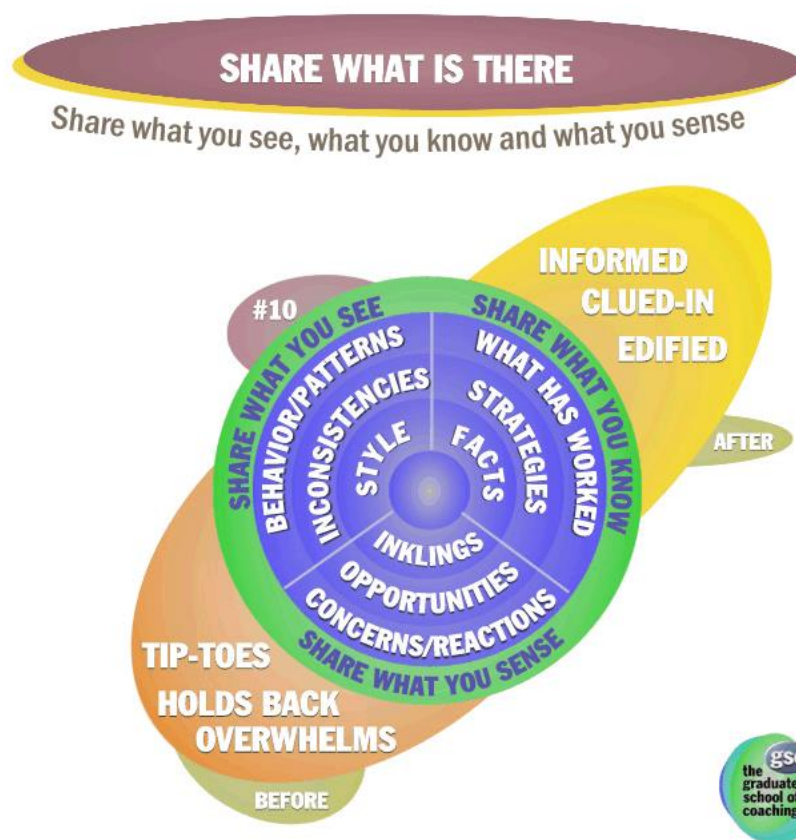 SHARE WHAT IS THERE
Share what you see, what you know and what you sense
#10
INFORMED
CLUED-IN
EDIFIED
AFTER
SHARE WHAT YOU SEE
BEHAVIOR/PATTERNS
INCONSISTENCIES
STYLE
SHARE WHAT YOU KNOW
WHAT HAS WORKED
STRATEGIES
FACTS
INKLINGS
OPPORTUNITIES
CONCERNS/REACTIONS
SHARE WHAT YOU SENSE
TIP-TOES
HOLDS BACK
OVERWHELMS
BEFORE
the
graduate
school of
coaching